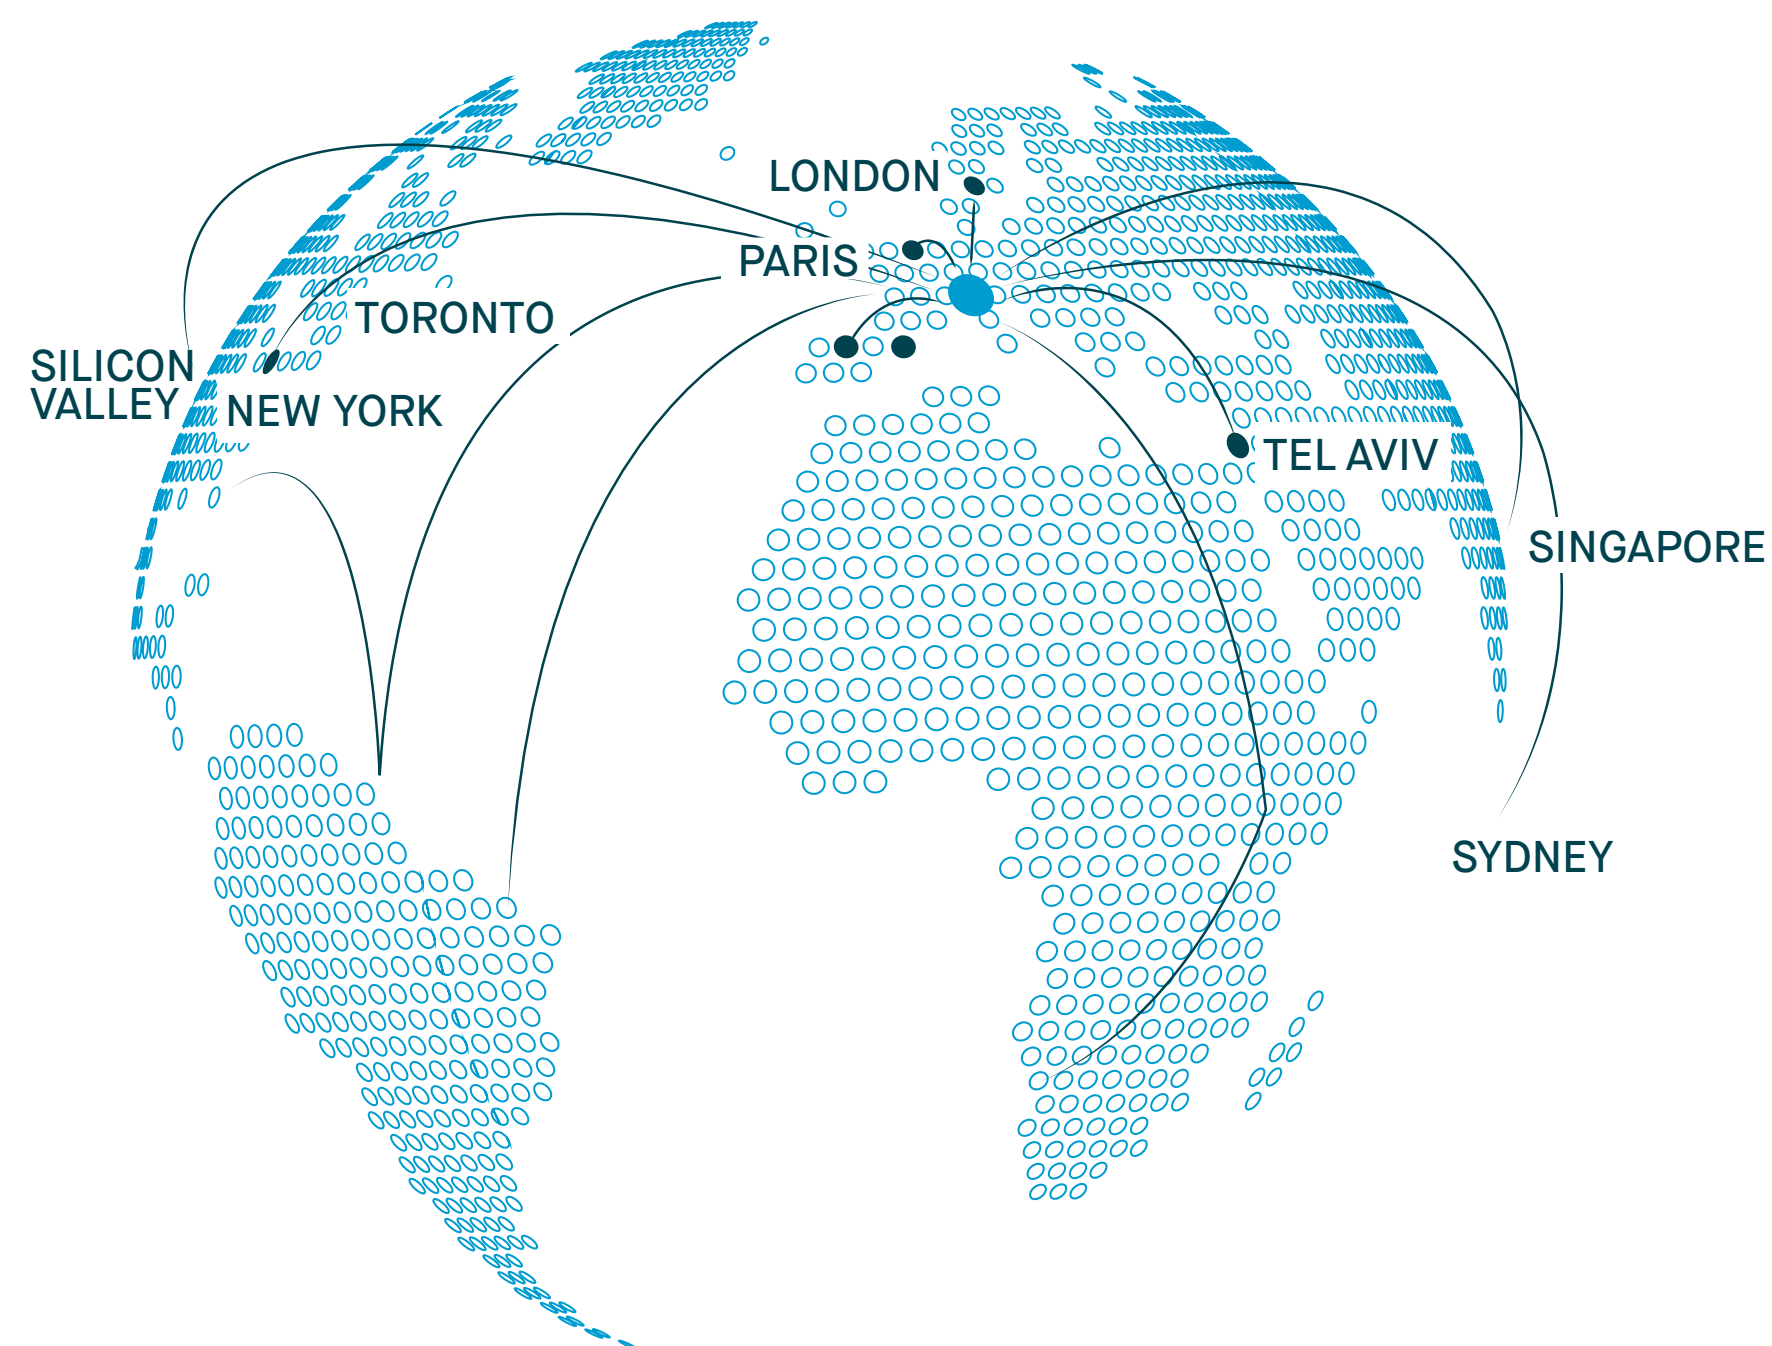 LONDON
PARIS
TORONTO
SILICON
VALLEY
NEW YORK
TEL AVIV
SINGAPORE
SYDNEY